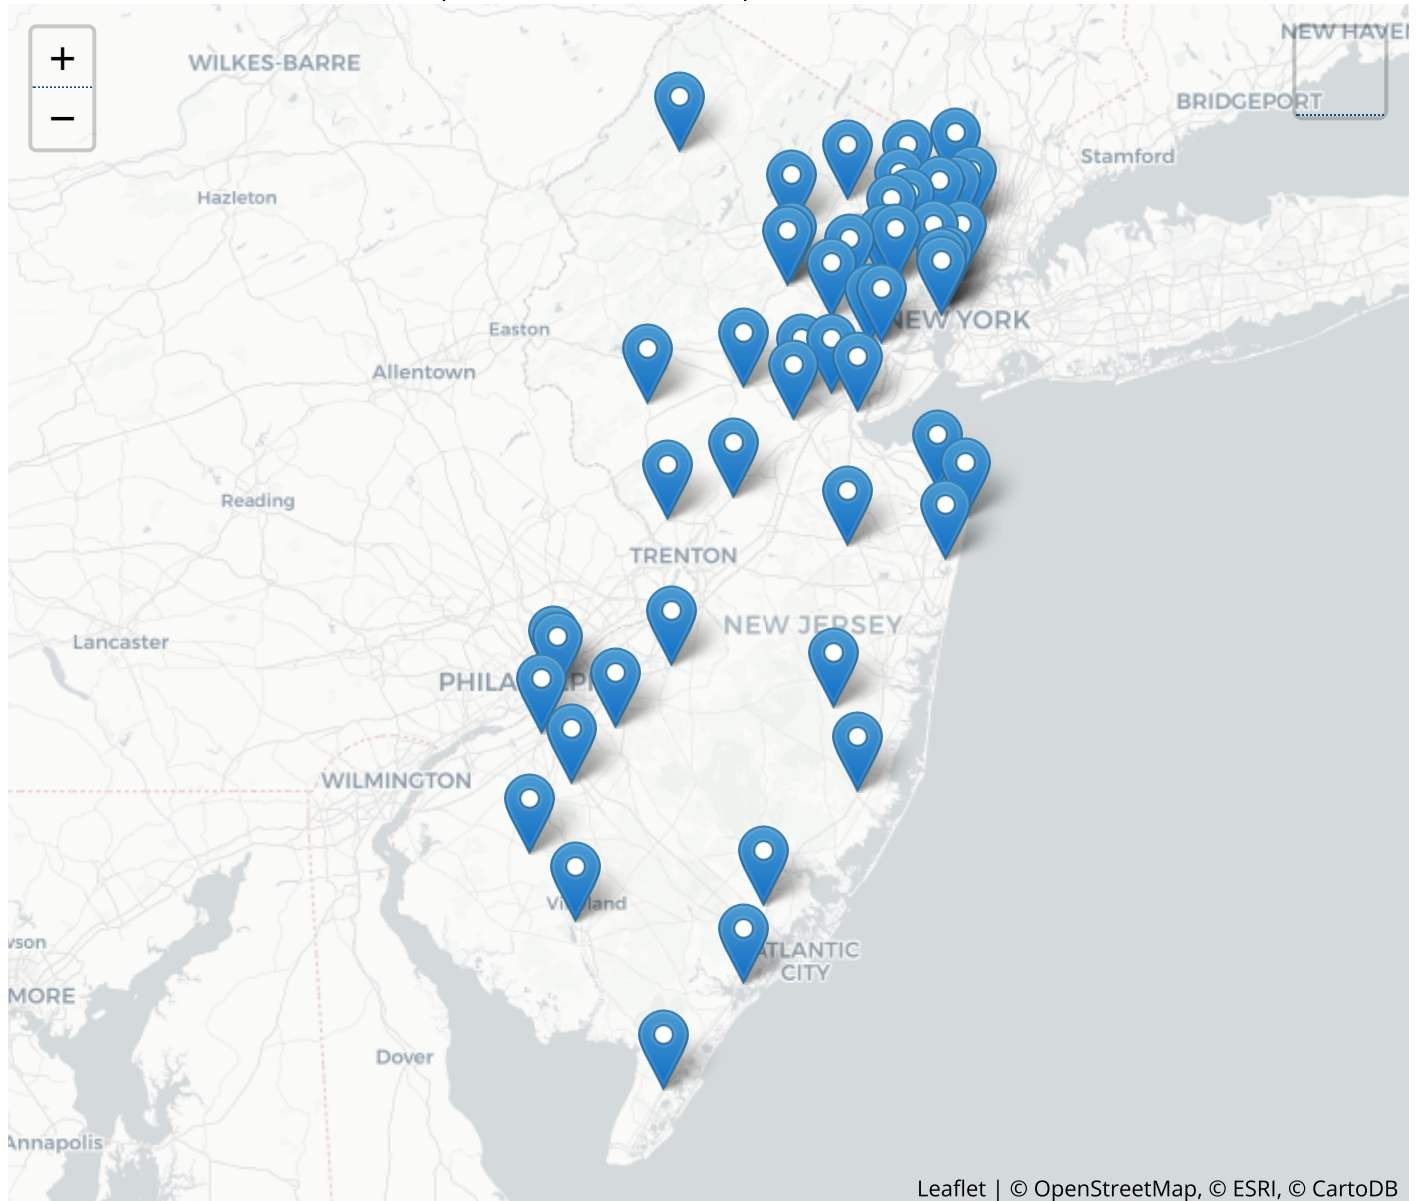 +
−
WILKES-BARRE
NEW HAVEN
BRIDGEPORT
Stamford
Hazleton
Easton
NEW YORK
Allentown
Reading
TRENTON
NEW JERSEY
Lancaster
WILMINGTON
ATLANTIC
CITY
MORE
Dover
Annapolis
Leaflet | © OpenStreetMap, © ESRI, © CartoDB